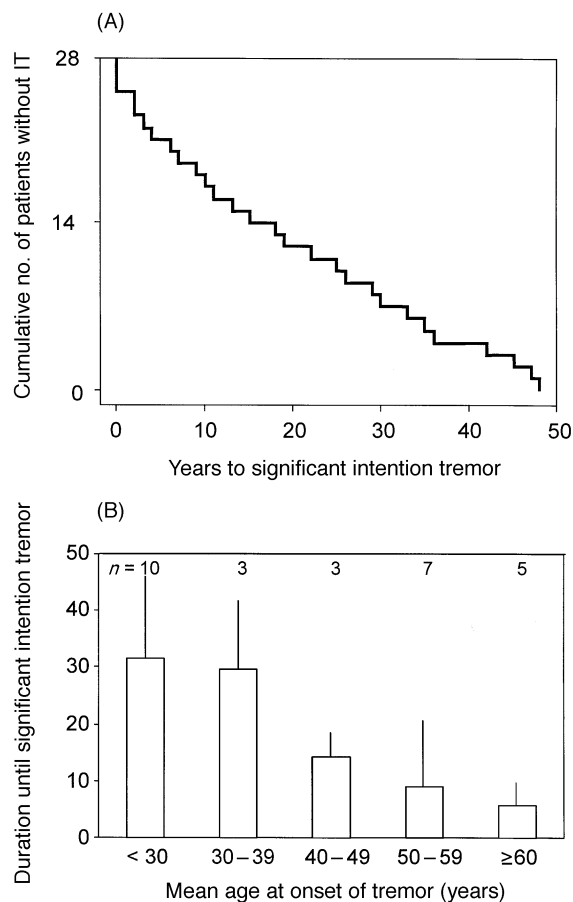 (A)
28
14
0
Cumulative no. of patients without IT
0 10 20 30 40 50
Years to significant intention tremor
(B)
50
40
30
20
10
0
Duration until significant intention tremor
n = 10 3 3 7 5
< 30 30–39 40–49 50–59 ≥60
Mean age at onset of tremor (years)